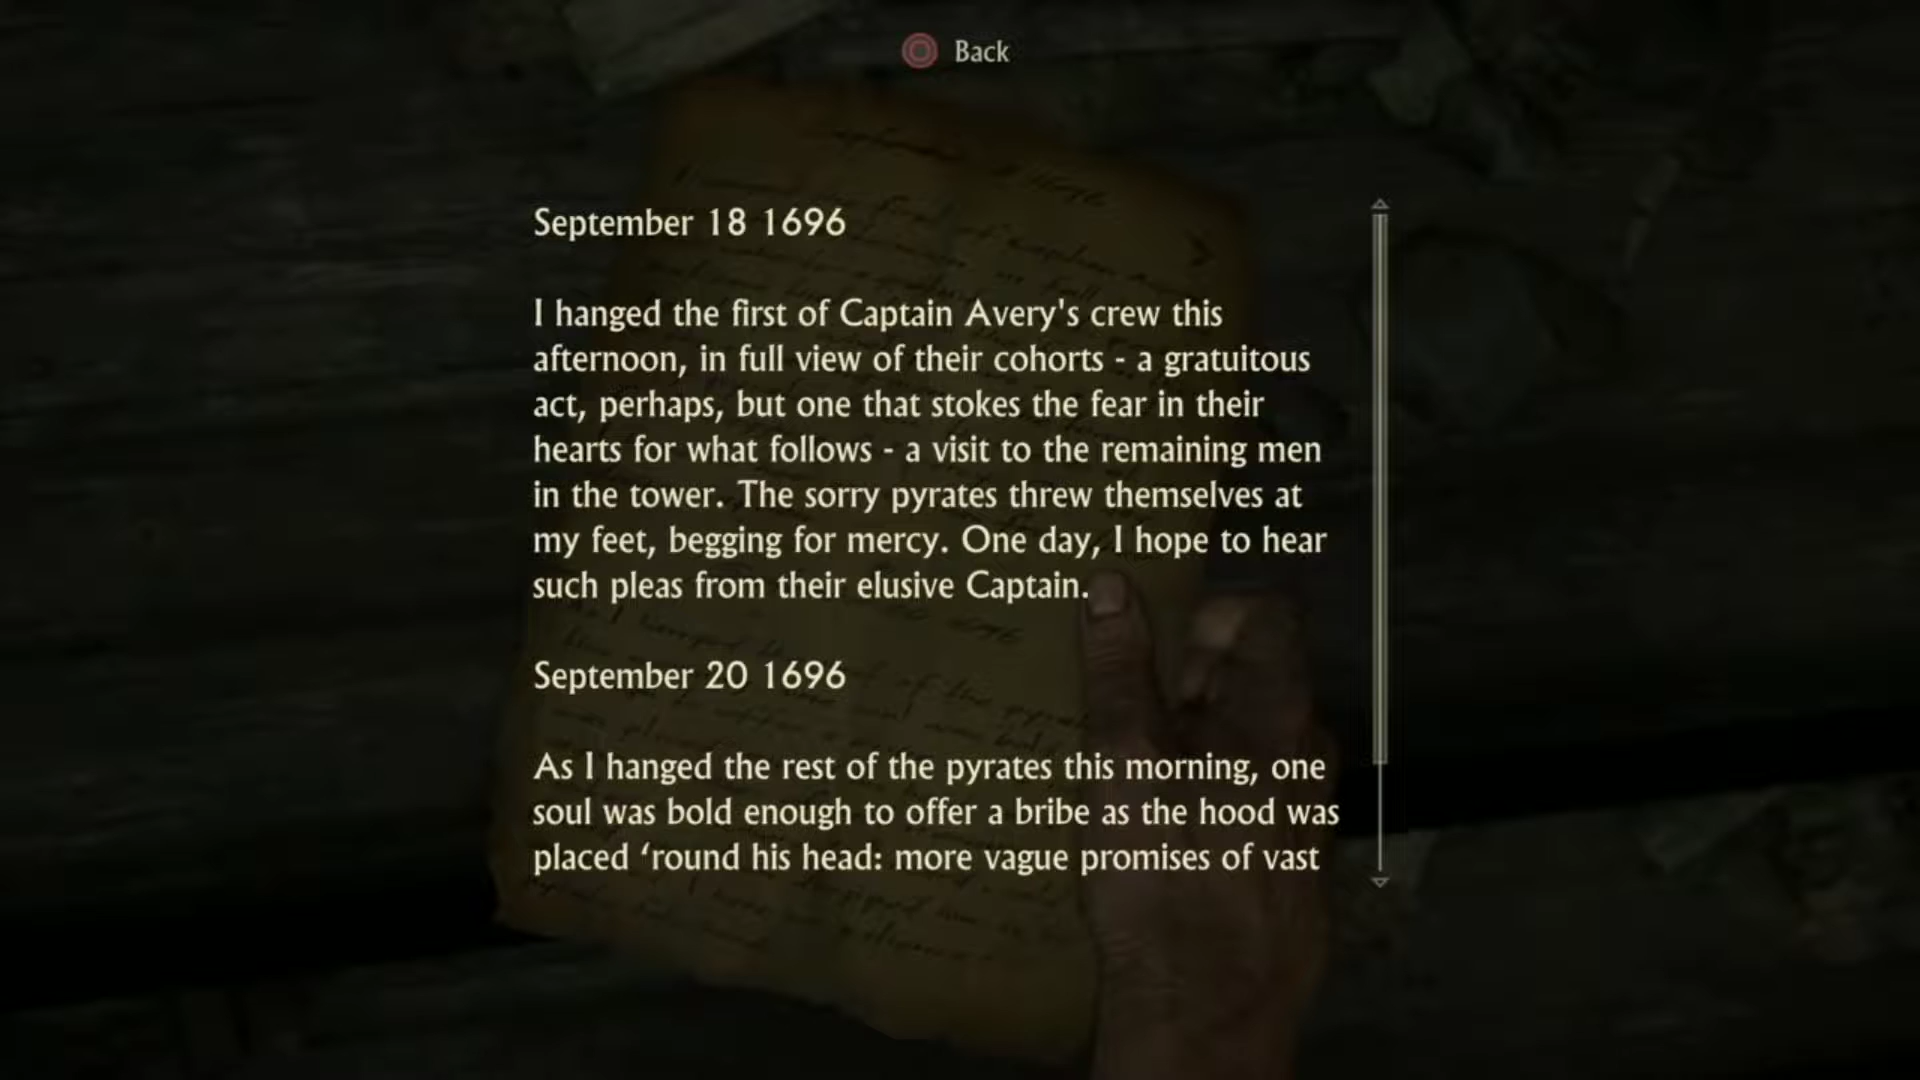 Back
September 18 1696
I hanged the first of Captain Avery's crew this
afternoon, in full view of their cohorts - a gratuitous
act, perhaps, but one that stokes the fear in their
hearts for what follows - a visit to the remaining men
in the tower. The sorry pyrates threw themselves at
my feet, begging for mercy. One day, I hope to hear
such pleas from their elusive Captain.
September 20 1696
As I hanged the rest of the pyrates this morning, one
soul was bold enough to offer a bribe as the hood was
placed ‘round his head: more vague promises of vast